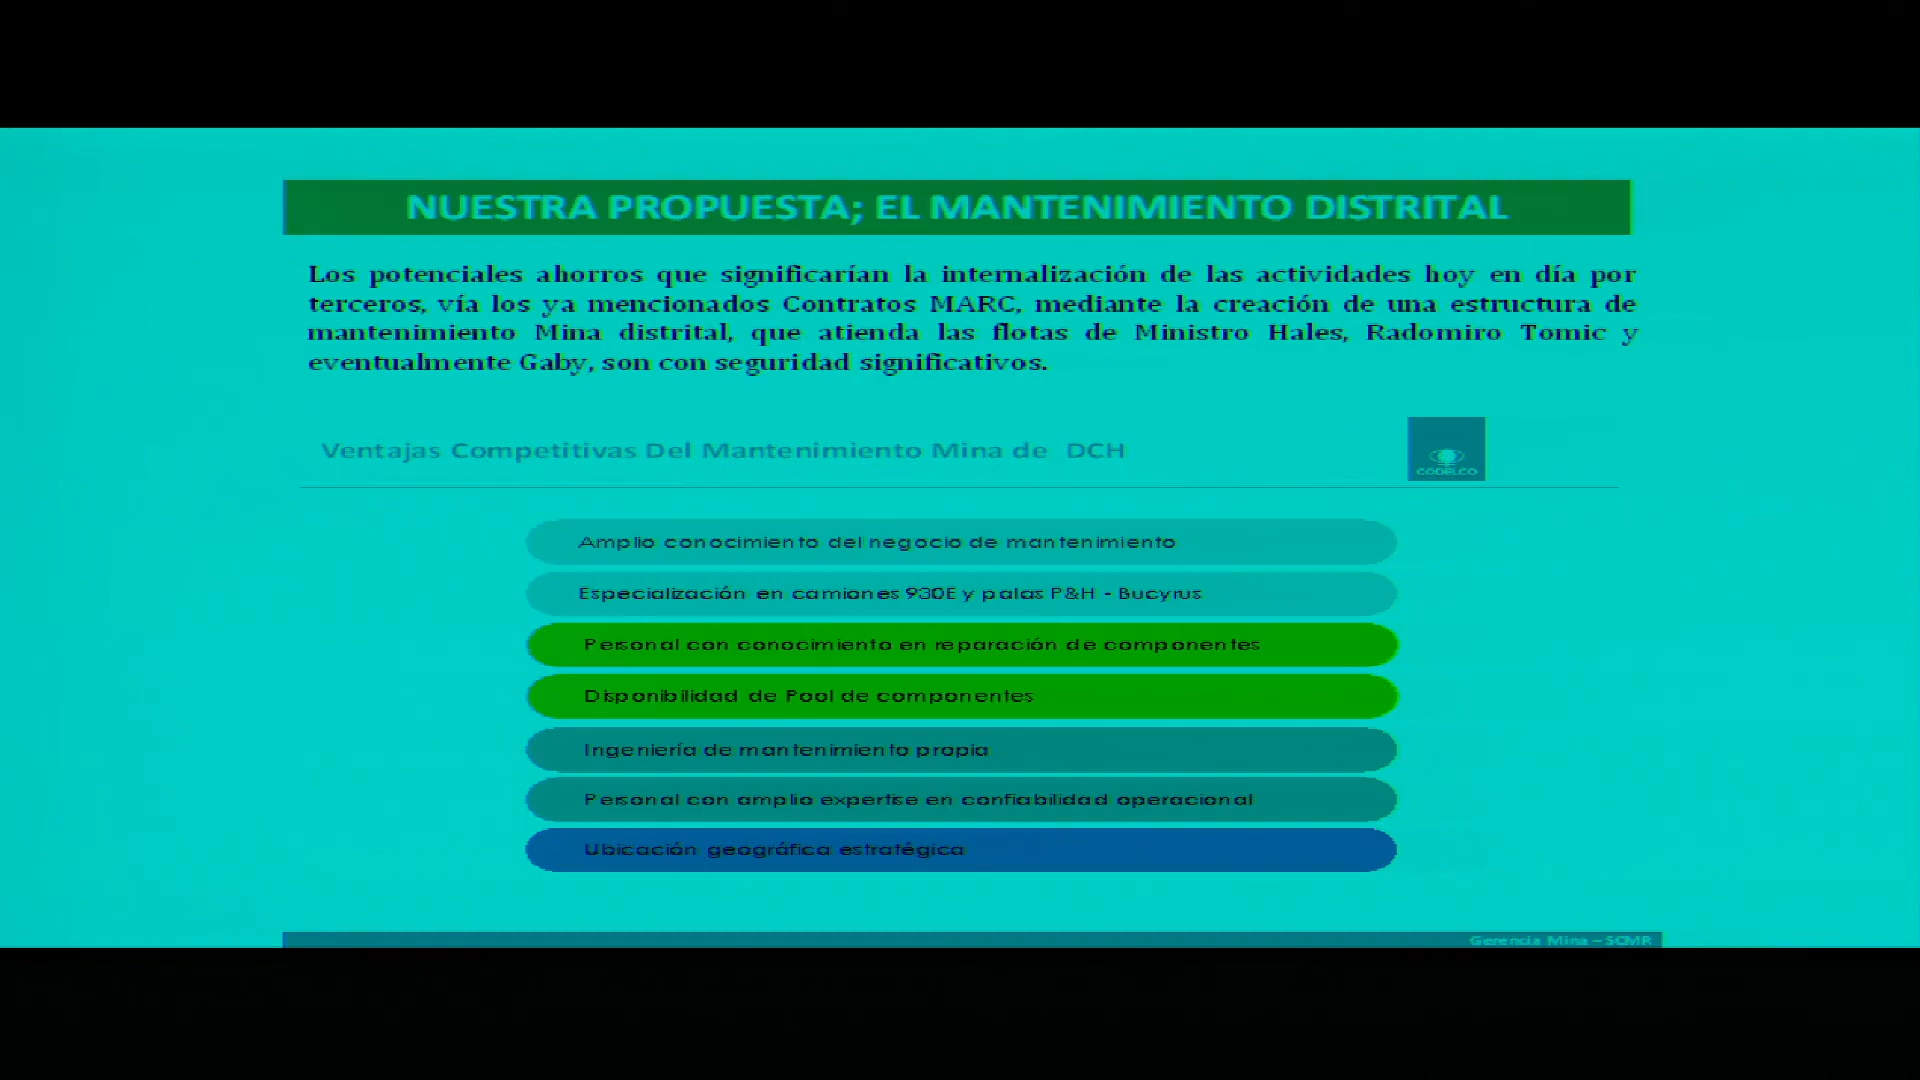 NUESTRA PROPUESTA; EL MANTENIMIENTO DISTRITAL
Los potenciales ahorros que significarían la internalización de las actividades hoy en día por
terceros, vía los ya mencionados Contratos MARC, mediante la creación de una estructura de
mantenimiento Mina distrital, que atienda las flotas de Ministro Hales, Radomiro Tomic y
eventualmente Gaby, son con seguridad significativos.
Ventajas Competitivas Del Mantenimiento Mina de DCH
CODELCO
Amplio conocimiento del negocio de mantenimiento
Especialización en camiones 930E y palas P&H - Bucyrus
Personal con conocimiento en reparación de componentes
Disponibilidad de Pool de componentes
Ingeniería de mantenimiento propia
Personal con amplio expertise en confiabilidad operacional
Ubicación geográfica estratégica
Gerencia Mina – SCMR